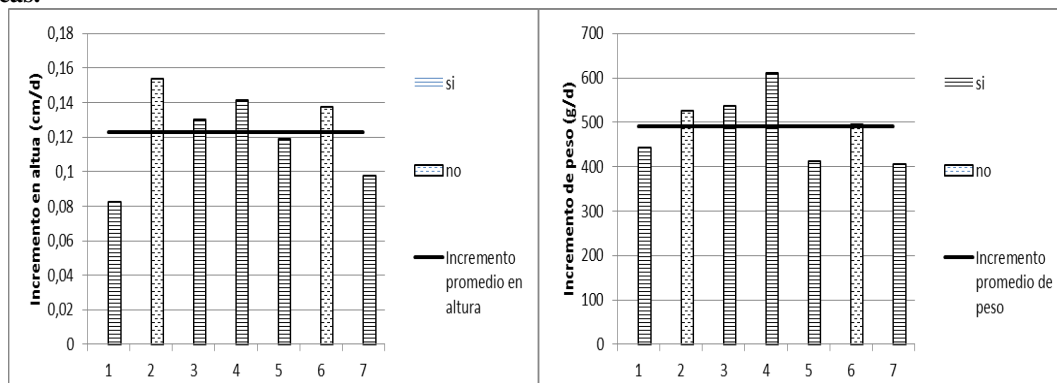 cas.
0,18
0,16
0,14
0,12
0,1
0,08
0,06
0,04
0,02
0
Incremento en altua (cm/d)
1 2 3 4 5 6 7
si
no
Incremento
promedio en
altura
700
600
500
400
300
200
100
0
Incremento de peso (g/d)
1 2 3 4 5 6 7
si
no
Incremento
promedio de
peso